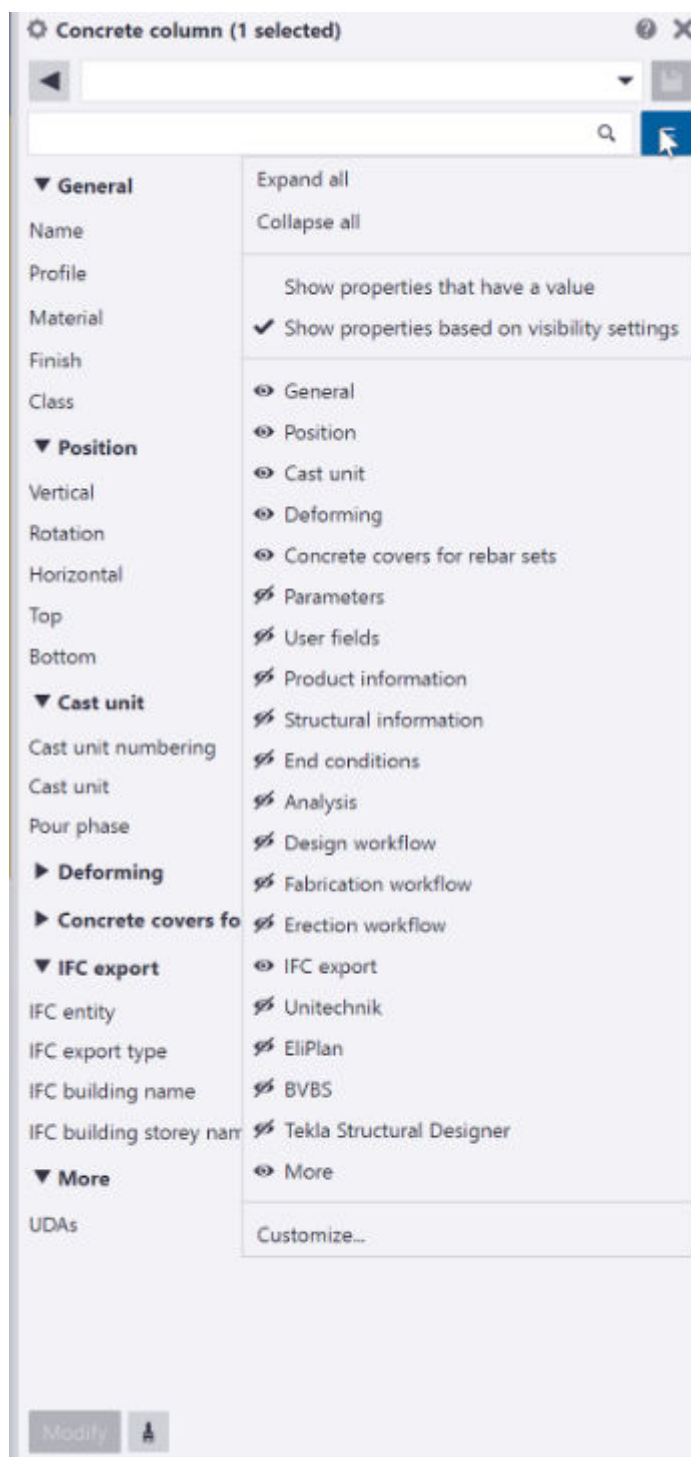 Concrete column (1 selected)
General
Name
Profile
Material
Finish
Class
Position
Vertical
Rotation
Horizontal
Top
Bottom
Cast unit
Cast unit numbering
Cast unit
Pour phase
Deforming
Concrete covers fo
IFC export
IFC entity
IFC export type
IFC building name
IFC building storey nam
More
UDAs
Expand all
Collapse all
Show properties that have a value
Show properties based on visibility settings
General
Position
Cast unit
Deforming
Concrete covers for rebar sets
Parameters
User fields
Product information
Structural information
End conditions
Analysis
Design workflow
Fabrication workflow
Erection workflow
IFC export
Unitechnik
EliPlan
BVBS
Tekla Structural Designer
More
Customize...
Modify